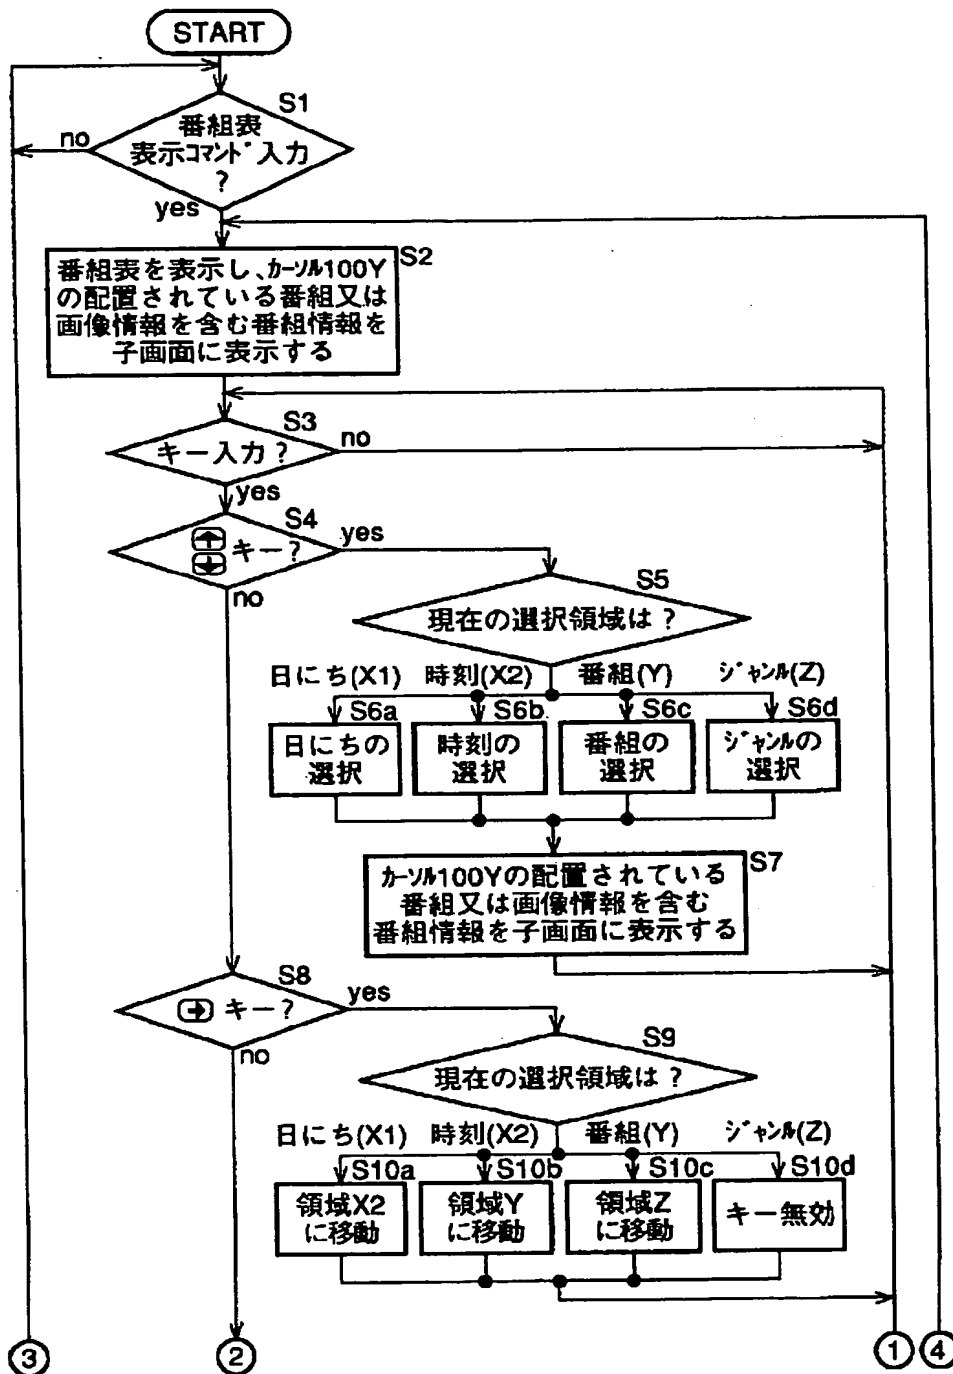 START
S1
番組表
表示ｺﾏﾝﾄﾞ入力
?
no
yes
S2
番組表を表示し、ｶｰｿﾙ100Y
の配置されている番組又は
画像情報を含む番組情報を
子画面に表示する
S3
キー入力?
no
yes
S4
↑
↓
キー?
yes
no
S5
現在の選択領域は?
日にち(X1) 時刻(X2) 番組(Y) ｼﾞｬﾝﾙ(Z)
S6a S6b S6c S6d
日にちの
選択
時刻の
選択
番組の
選択
ｼﾞｬﾝﾙの
選択
S7
ｶｰｿﾙ100Yの配置されている
番組又は画像情報を含む
番組情報を子画面に表示する
S8
→ キー?
yes
no
S9
現在の選択領域は?
日にち(X1) 時刻(X2) 番組(Y) ｼﾞｬﾝﾙ(Z)
S10a S10b S10c S10d
領域X2
に移動
領域Y
に移動
領域Z
に移動
キー無効
3 2 1 4